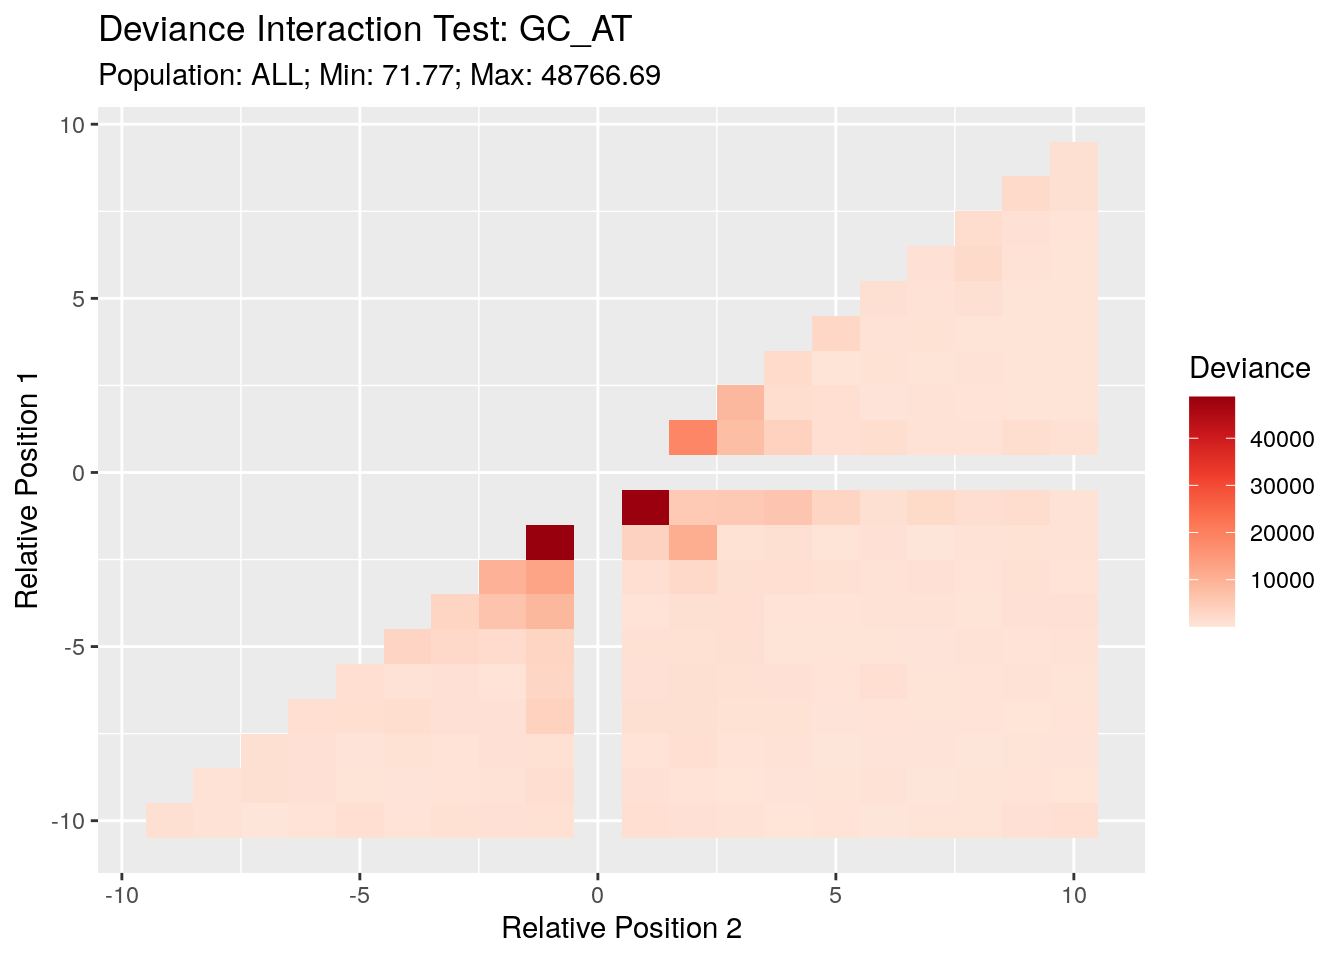 Deviance Interaction Test: GC_AT
Population: ALL; Min: 71.77; Max: 48766.69
Relative Position 1
10
5
0
-5
-10
-10
-5
0
5
10
Relative Position 2
Deviance
40000
30000
20000
10000